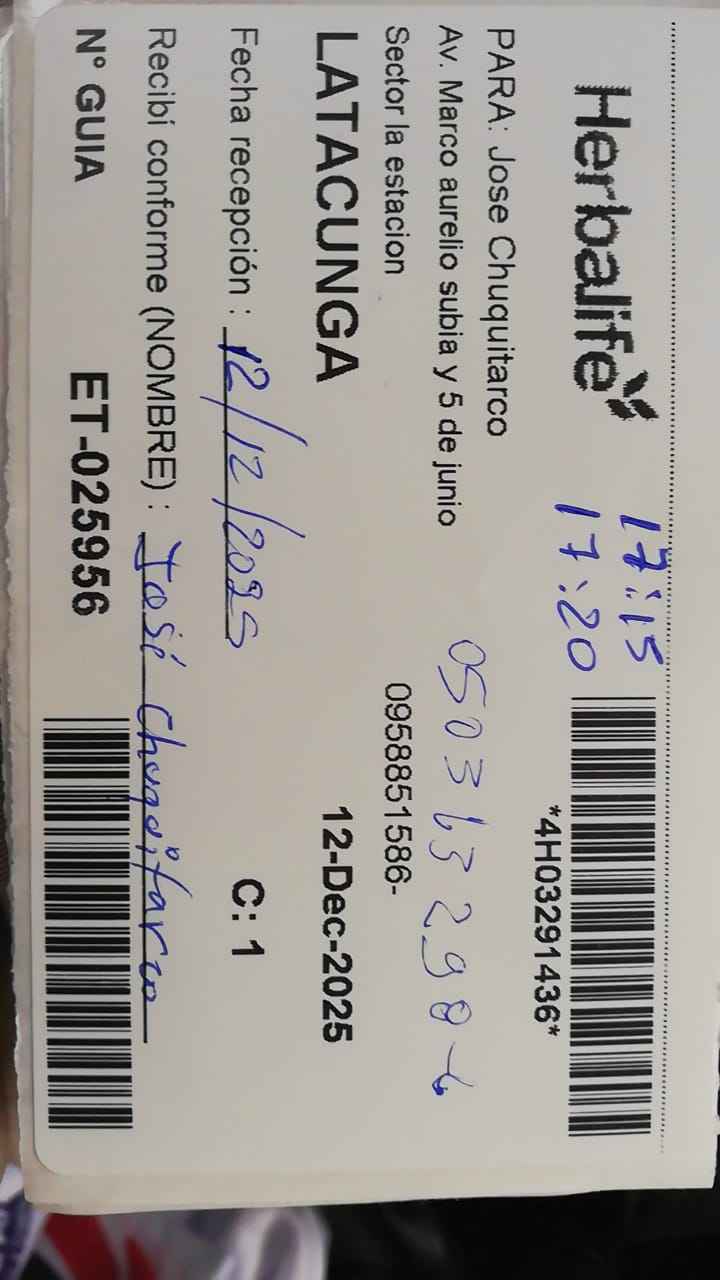 Herbalife
17:15
17:20
*4H03291436*
PARA: Jose Chuquitarco
Av. Marco aurelio subia y 5 de junio
Sector la estacion
0958851586-
LATACUNGA
12-Dec-2025
Fecha recepción : 12/12/2025
C: 1
Recibí conforme (NOMBRE) : José Chuquitarco
N° GUIA
ET-025956